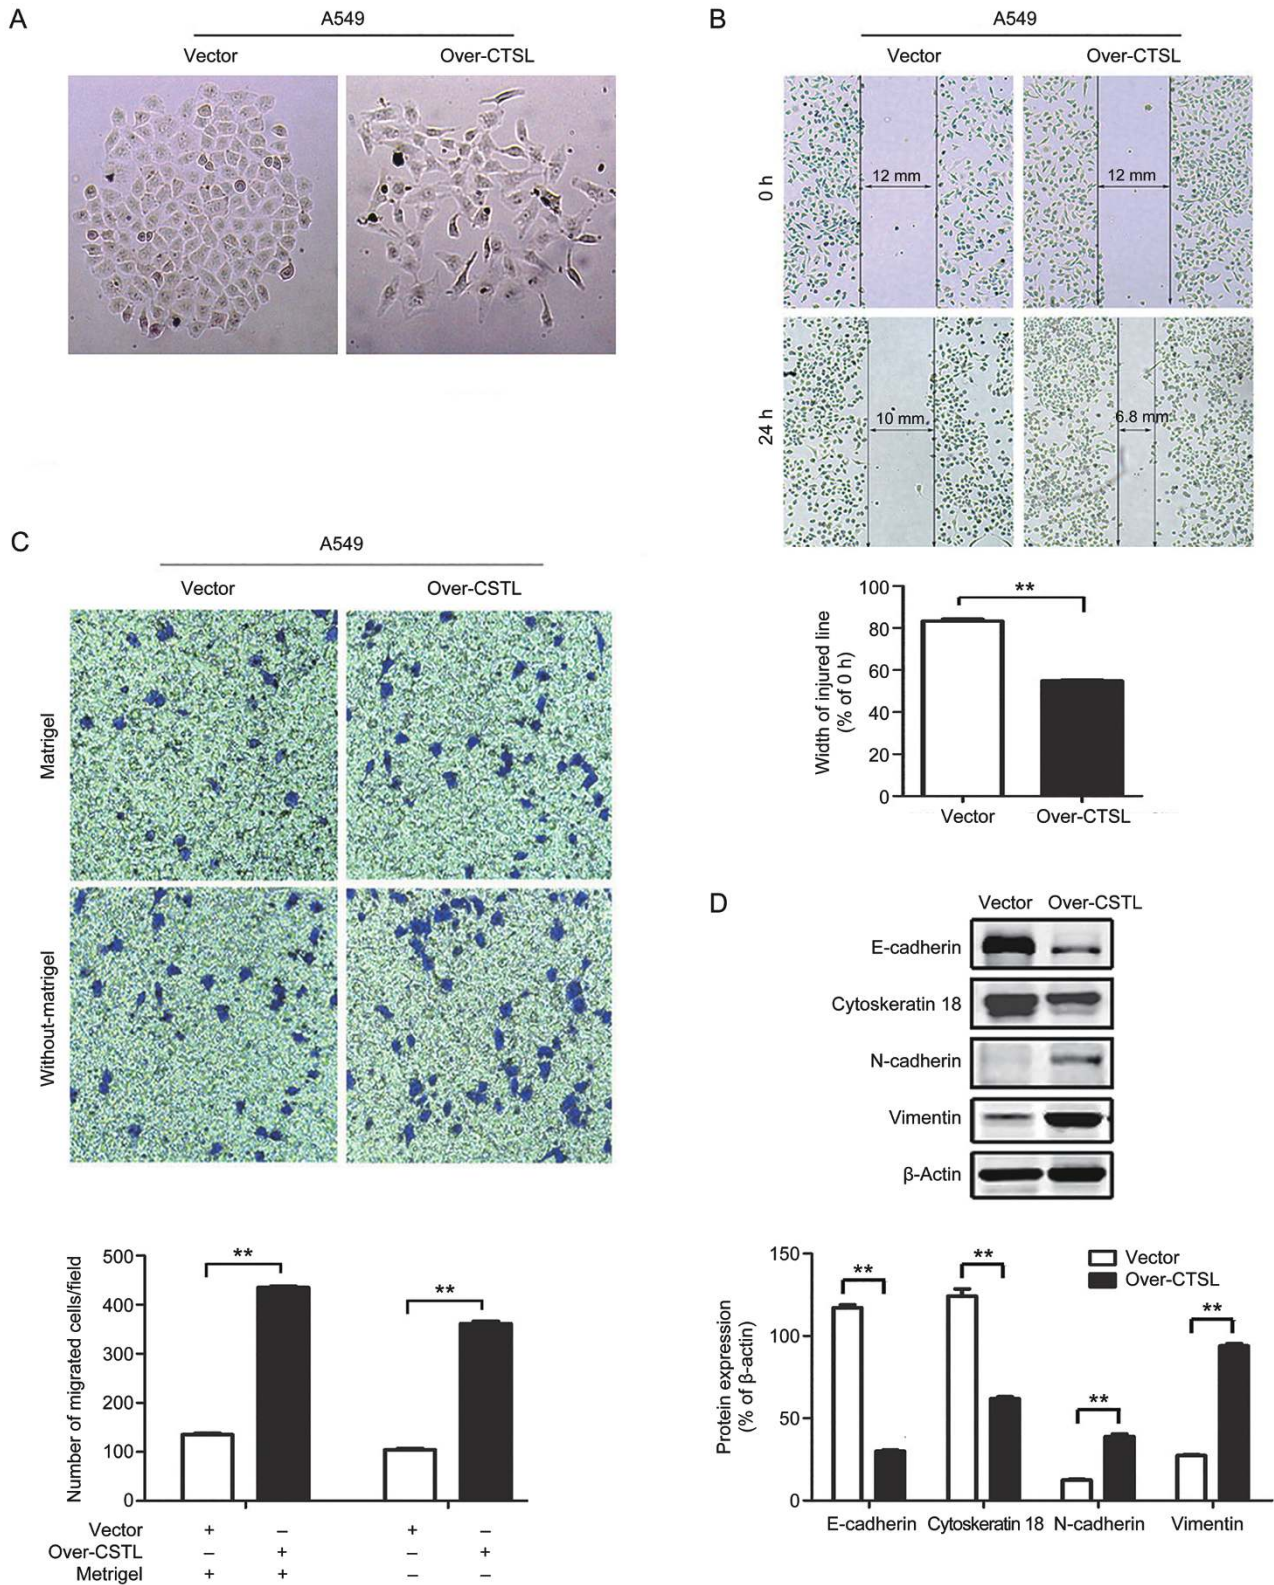 A
A549
Vector Over-CTSL
B
A549
Vector Over-CTSL
0 h
12 mm 12 mm
24 h
10 mm 6.8 mm
100
80
60
40
20
0
Width of injured line
(% of 0 h)
**
Vector Over-CTSL
C
A549
Vector Over-CSTL
Matrigel
Without-matrigel
500
400
300
200
100
0
Number of migrated cells/field
** **
Vector + – + –
Over-CSTL – + – +
Metrigel + + – –
D
Vector Over-CSTL
E-cadherin
Cytoskeratin 18
N-cadherin
Vimentin
β-Actin
150
100
50
0
Protein expression
(% of β-actin)
Vector
Over-CTSL
** ** ** **
E-cadherin Cytoskeratin 18 N-cadherin Vimentin